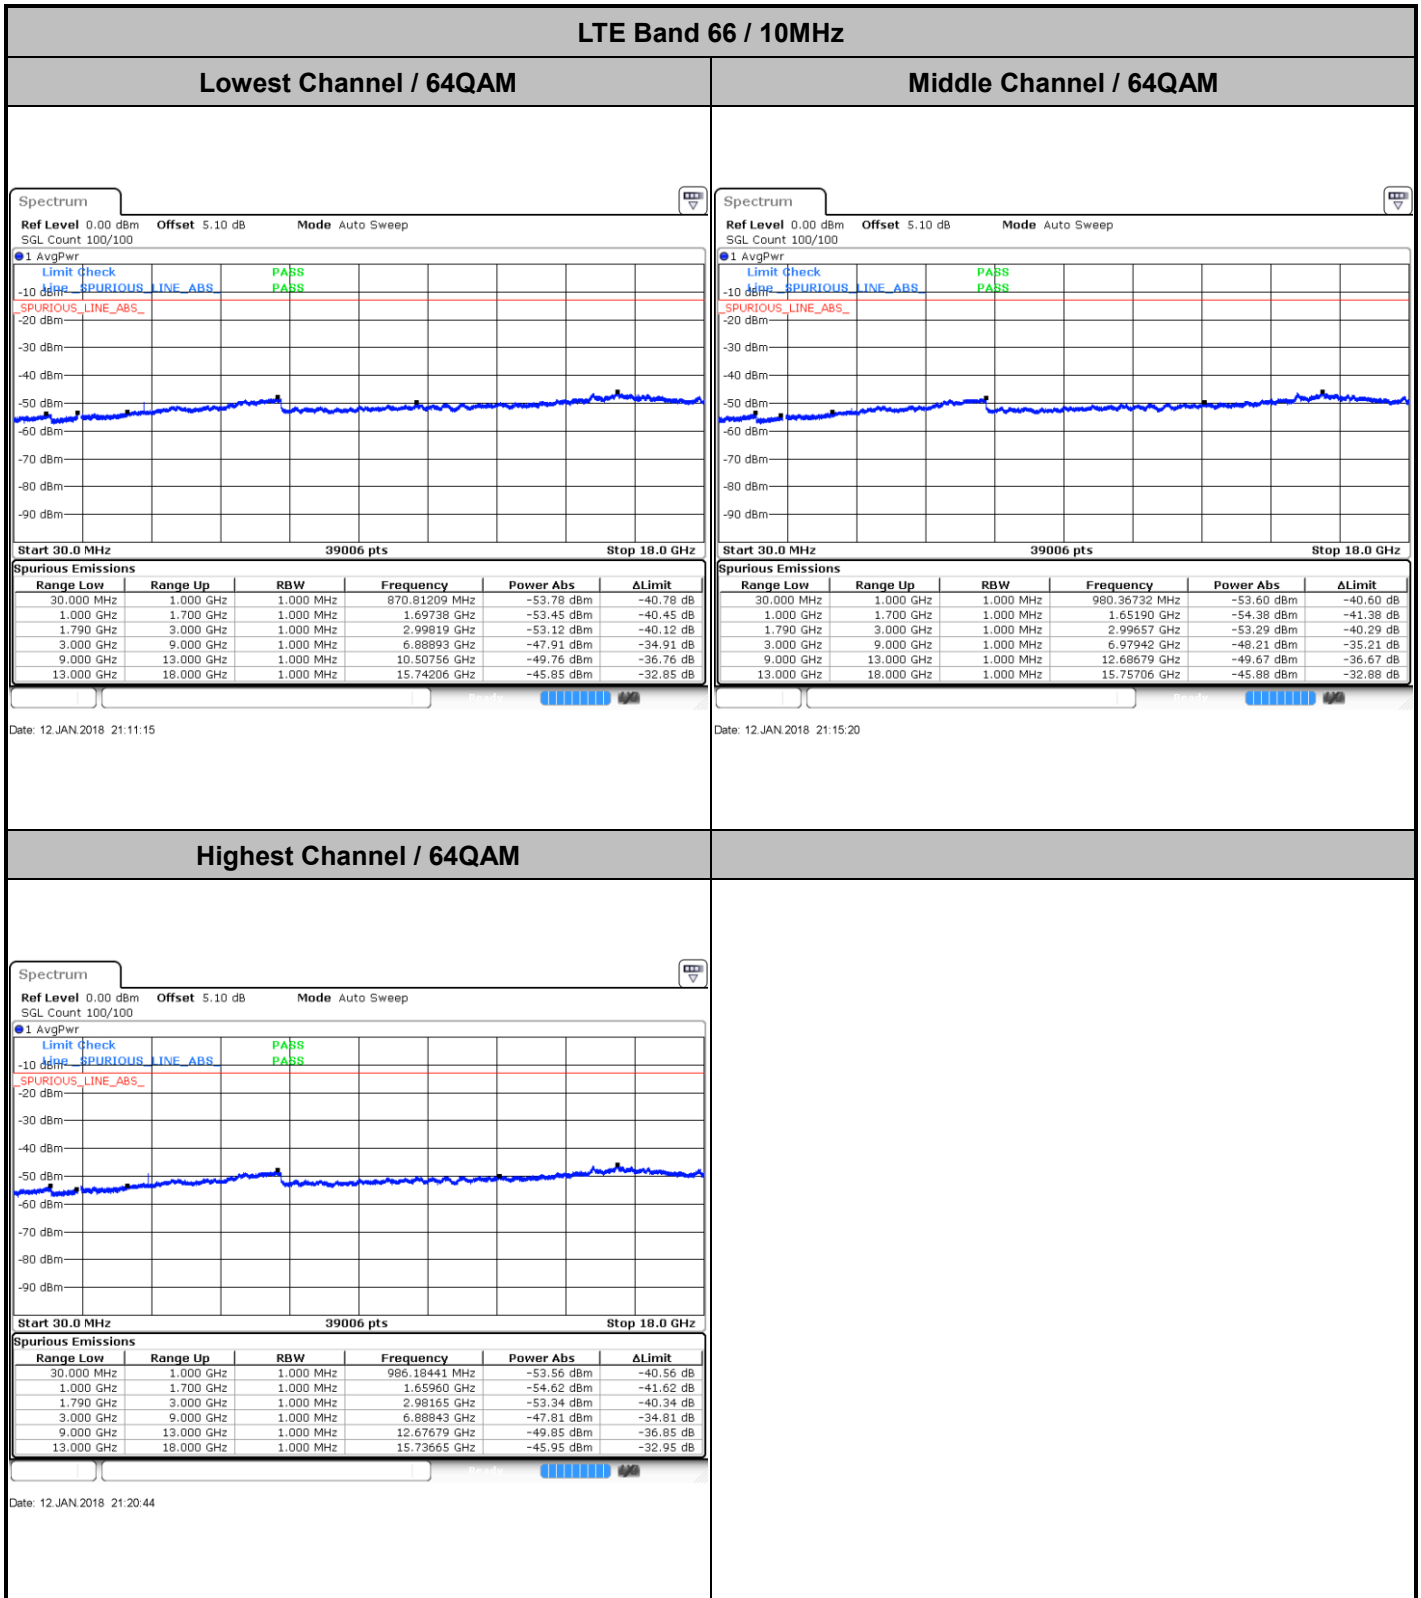 LTE Band 66 / 10MHz
Lowest Channel / 64QAM
Middle Channel / 64QAM
Spectrum
Ref Level 0.00 dBm Offset 5.10 dB Mode Auto Sweep
SGL Count 100/100
1 AvgPwr
Limit Check PASS
Line _SPURIOUS_LINE_ABS_ PASS
-10 dBm
_SPURIOUS_LINE_ABS_
-20 dBm
-30 dBm
-40 dBm
-50 dBm
-60 dBm
-70 dBm
-80 dBm
-90 dBm
Start 30.0 MHz 39006 pts Stop 18.0 GHz
Spurious Emissions
Range Low Range Up RBW Frequency Power Abs ΔLimit
30.000 MHz 1.000 GHz 1.000 MHz 870.81209 MHz -53.78 dBm -40.78 dB
1.000 GHz 1.700 GHz 1.000 MHz 1.69738 GHz -53.45 dBm -40.45 dB
1.790 GHz 3.000 GHz 1.000 MHz 2.99819 GHz -53.12 dBm -40.12 dB
3.000 GHz 9.000 GHz 1.000 MHz 6.88893 GHz -47.91 dBm -34.91 dB
9.000 GHz 13.000 GHz 1.000 MHz 10.50756 GHz -49.76 dBm -36.76 dB
13.000 GHz 18.000 GHz 1.000 MHz 15.74206 GHz -45.85 dBm -32.85 dB
Date: 12.JAN.2018 21:11:15
Spectrum
Ref Level 0.00 dBm Offset 5.10 dB Mode Auto Sweep
SGL Count 100/100
1 AvgPwr
Limit Check PASS
Line _SPURIOUS_LINE_ABS_ PASS
-10 dBm
_SPURIOUS_LINE_ABS_
-20 dBm
-30 dBm
-40 dBm
-50 dBm
-60 dBm
-70 dBm
-80 dBm
-90 dBm
Start 30.0 MHz 39006 pts Stop 18.0 GHz
Spurious Emissions
Range Low Range Up RBW Frequency Power Abs ΔLimit
30.000 MHz 1.000 GHz 1.000 MHz 980.36732 MHz -53.60 dBm -40.60 dB
1.000 GHz 1.700 GHz 1.000 MHz 1.65190 GHz -54.38 dBm -41.38 dB
1.790 GHz 3.000 GHz 1.000 MHz 2.99657 GHz -53.29 dBm -40.29 dB
3.000 GHz 9.000 GHz 1.000 MHz 6.97942 GHz -48.21 dBm -35.21 dB
9.000 GHz 13.000 GHz 1.000 MHz 12.68679 GHz -49.67 dBm -36.67 dB
13.000 GHz 18.000 GHz 1.000 MHz 15.75706 GHz -45.88 dBm -32.88 dB
Date: 12.JAN.2018 21:15:20
Highest Channel / 64QAM
Spectrum
Ref Level 0.00 dBm Offset 5.10 dB Mode Auto Sweep
SGL Count 100/100
1 AvgPwr
Limit Check PASS
Line _SPURIOUS_LINE_ABS_ PASS
-10 dBm
_SPURIOUS_LINE_ABS_
-20 dBm
-30 dBm
-40 dBm
-50 dBm
-60 dBm
-70 dBm
-80 dBm
-90 dBm
Start 30.0 MHz 39006 pts Stop 18.0 GHz
Spurious Emissions
Range Low Range Up RBW Frequency Power Abs ΔLimit
30.000 MHz 1.000 GHz 1.000 MHz 986.18441 MHz -53.56 dBm -40.56 dB
1.000 GHz 1.700 GHz 1.000 MHz 1.65960 GHz -54.62 dBm -41.62 dB
1.790 GHz 3.000 GHz 1.000 MHz 2.98165 GHz -53.34 dBm -40.34 dB
3.000 GHz 9.000 GHz 1.000 MHz 6.88843 GHz -47.81 dBm -34.81 dB
9.000 GHz 13.000 GHz 1.000 MHz 12.67679 GHz -49.85 dBm -36.85 dB
13.000 GHz 18.000 GHz 1.000 MHz 15.73665 GHz -45.95 dBm -32.95 dB
Date: 12.JAN.2018 21:20:44